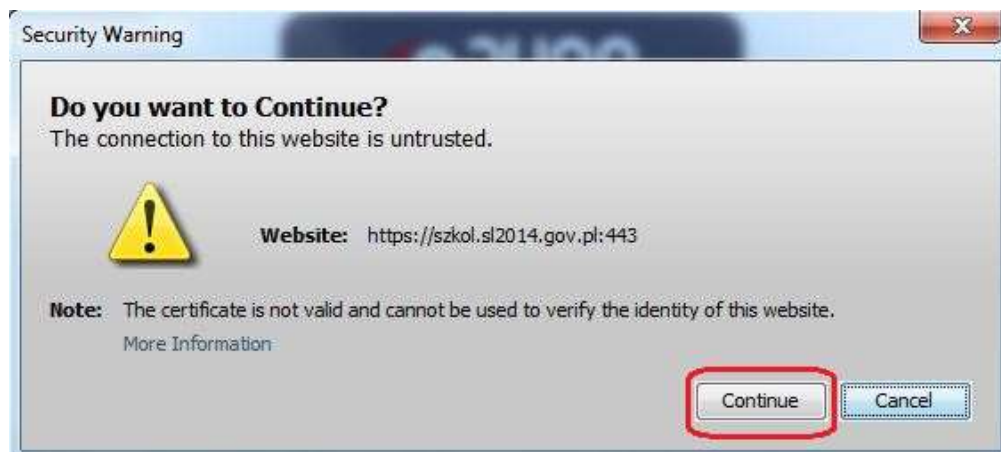 Security Warning
Do you want to Continue?
The connection to this website is untrusted.
Website: https://szkol.sl2014.gov.pl:443
Note: The certificate is not valid and cannot be used to verify the identity of this website.
More Information
Continue Cancel